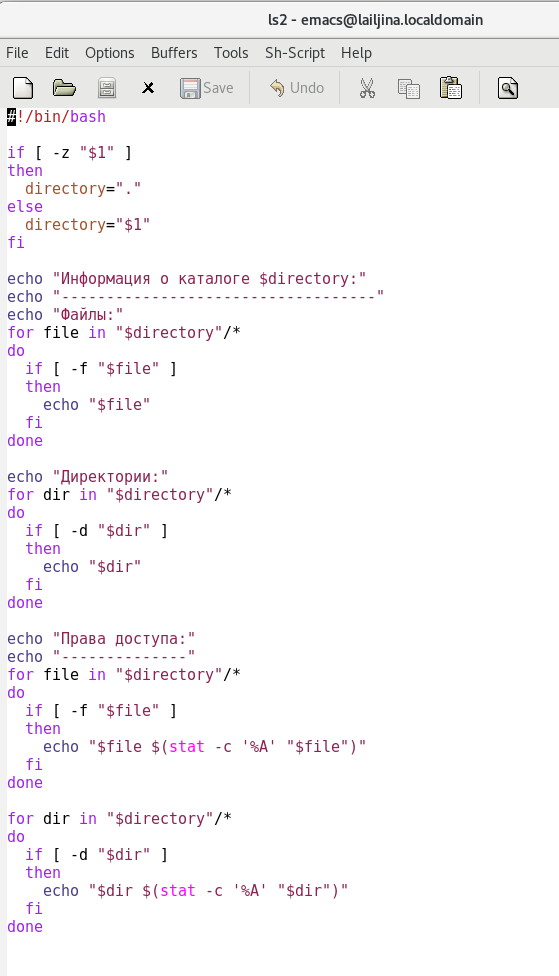 ls2 - emacs@lailjina.localdomain
File Edit Options Buffers Tools Sh-Script Help
Save Undo
#!/bin/bash

if [ -z "$1" ]
then
  directory="."
else
  directory="$1"
fi

echo "Информация о каталоге $directory:"
echo "-----------------------------------"
echo "Файлы:"
for file in "$directory"/*
do
  if [ -f "$file" ]
  then
    echo "$file"
  fi
done

echo "Директории:"
for dir in "$directory"/*
do
  if [ -d "$dir" ]
  then
    echo "$dir"
  fi
done

echo "Права доступа:"
echo "--------------"
for file in "$directory"/*
do
  if [ -f "$file" ]
  then
    echo "$file $(stat -c '%A' "$file")"
  fi
done

for dir in "$directory"/*
do
  if [ -d "$dir" ]
  then
    echo "$dir $(stat -c '%A' "$dir")"
  fi
done